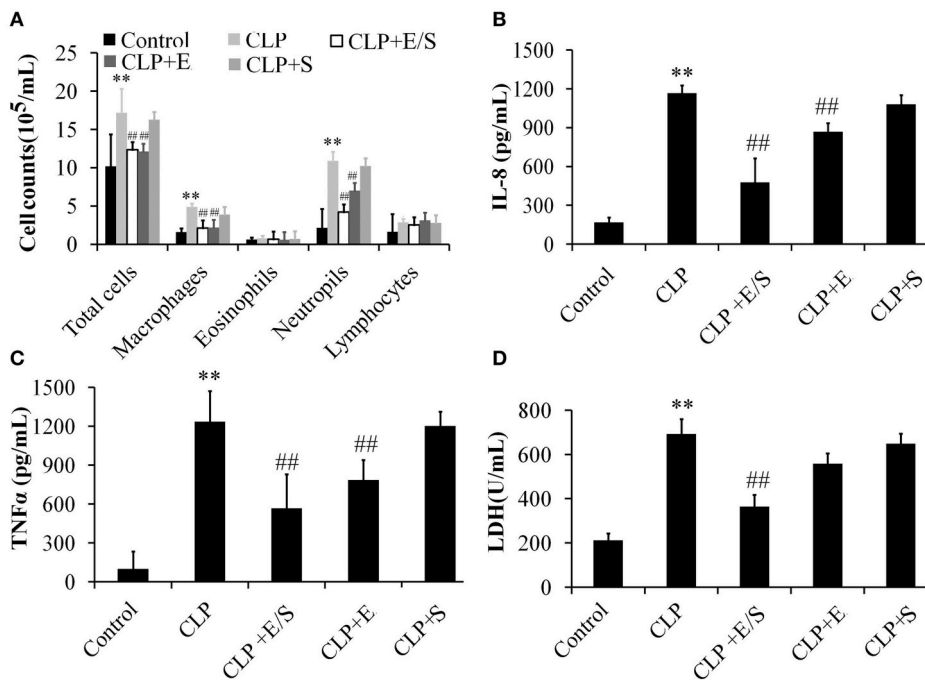 A
Control
CLP
CLP+E/S
CLP+E
CLP+S
Cell counts(10⁵/mL)
25
20
15
10
5
0
**
## ##
**
## ##
**
##
##
Total cells
Macrophages
Eosinophils
Neutropils
Lymphocytes
B
IL-8 (pg/mL)
1500
1200
900
600
300
0
**
##
##
Control
CLP
CLP +E/S
CLP+E
CLP+S
C
TNFα (pg/mL)
1500
1200
900
600
300
0
**
##
##
Control
CLP
CLP +E/S
CLP+E
CLP+S
D
LDH(U/mL)
800
600
400
200
0
**
##
Control
CLP
CLP +E/S
CLP+E
CLP+S